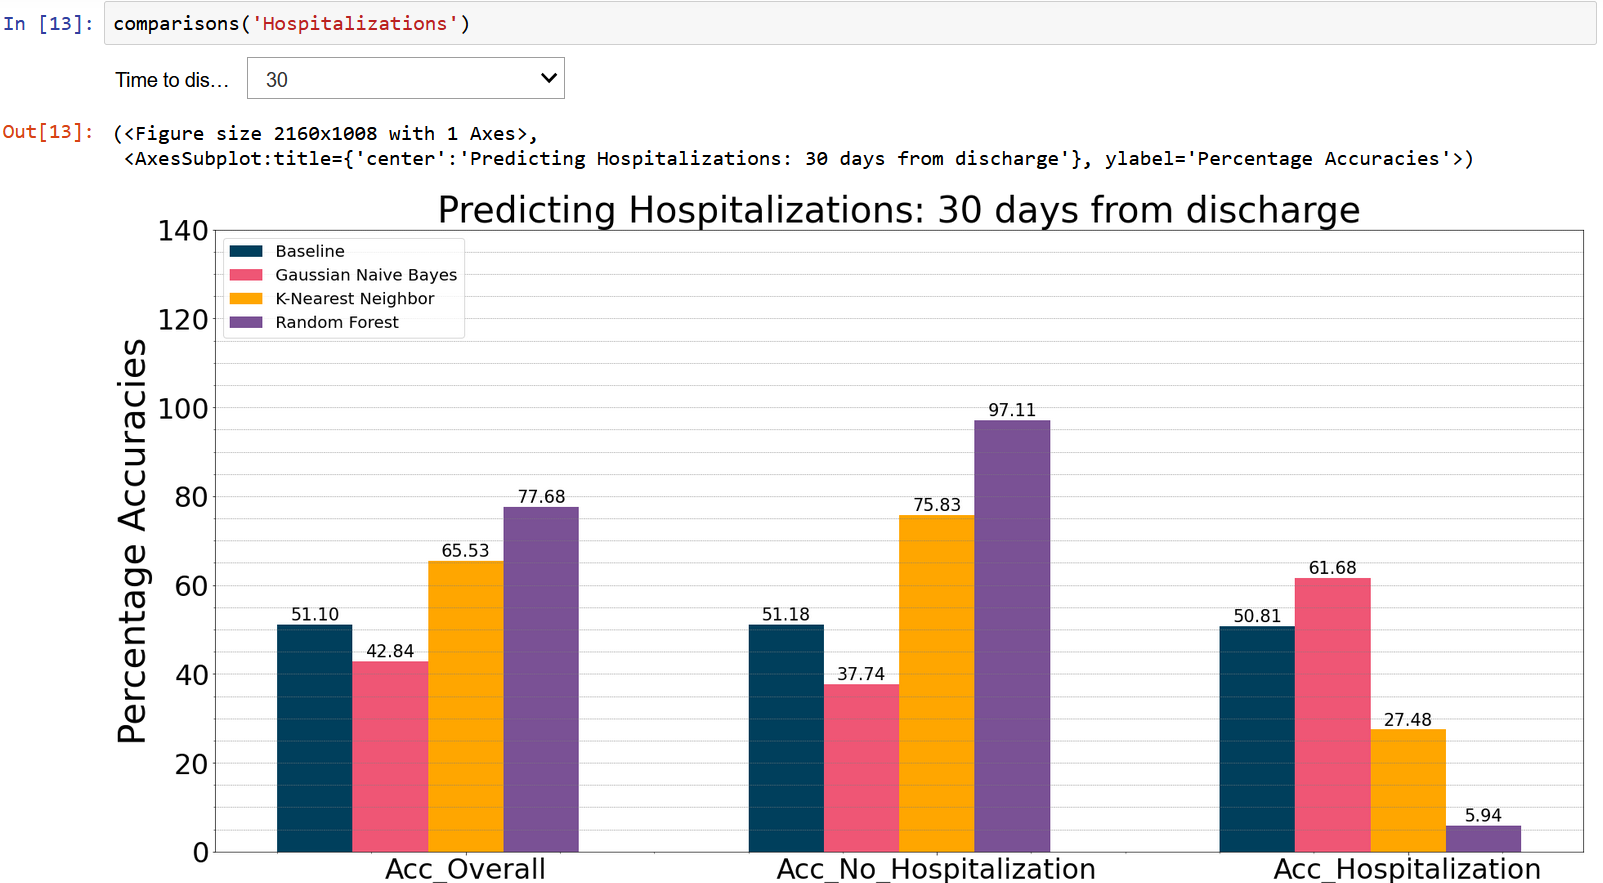 In [13]: comparisons('Hospitalizations')
Time to dis... 30
Out[13]: (<Figure size 2160x1008 with 1 Axes>,
<AxesSubplot:title={'center':'Predicting Hospitalizations: 30 days from discharge'}, ylabel='Percentage Accuracies'>)
Predicting Hospitalizations: 30 days from discharge
Percentage Accuracies
140
120
100
80
60
40
20
0
Baseline
Gaussian Naive Bayes
K-Nearest Neighbor
Random Forest
51.10
42.84
65.53
77.68
51.18
37.74
75.83
97.11
50.81
61.68
27.48
5.94
Acc_Overall
Acc_No_Hospitalization
Acc_Hospitalization